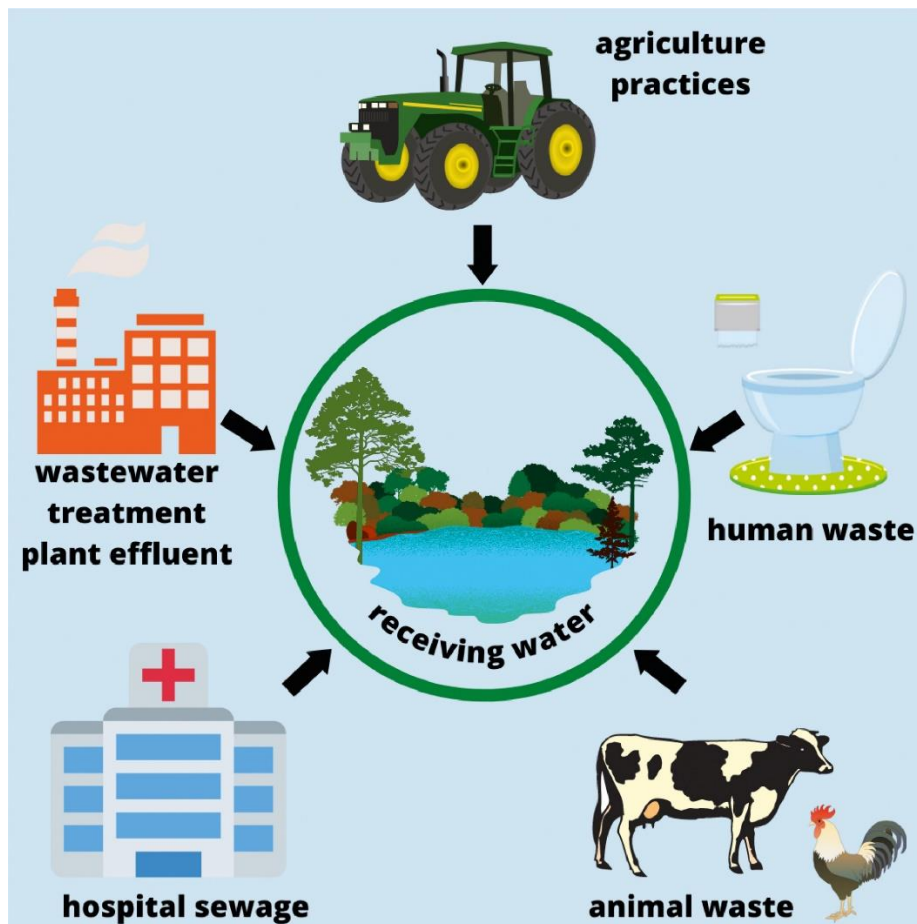 agriculture
practices
wastewater
treatment
plant effluent
human waste
receiving water
hospital sewage
animal waste